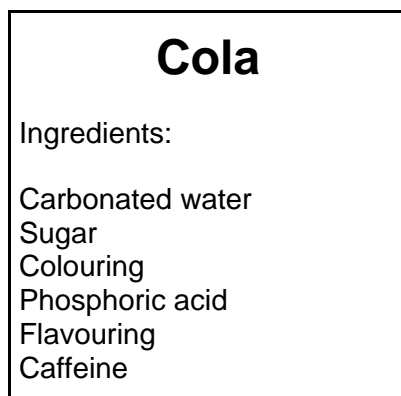 Cola
Ingredients:
Carbonated water
Sugar
Colouring
Phosphoric acid
Flavouring
Caffeine